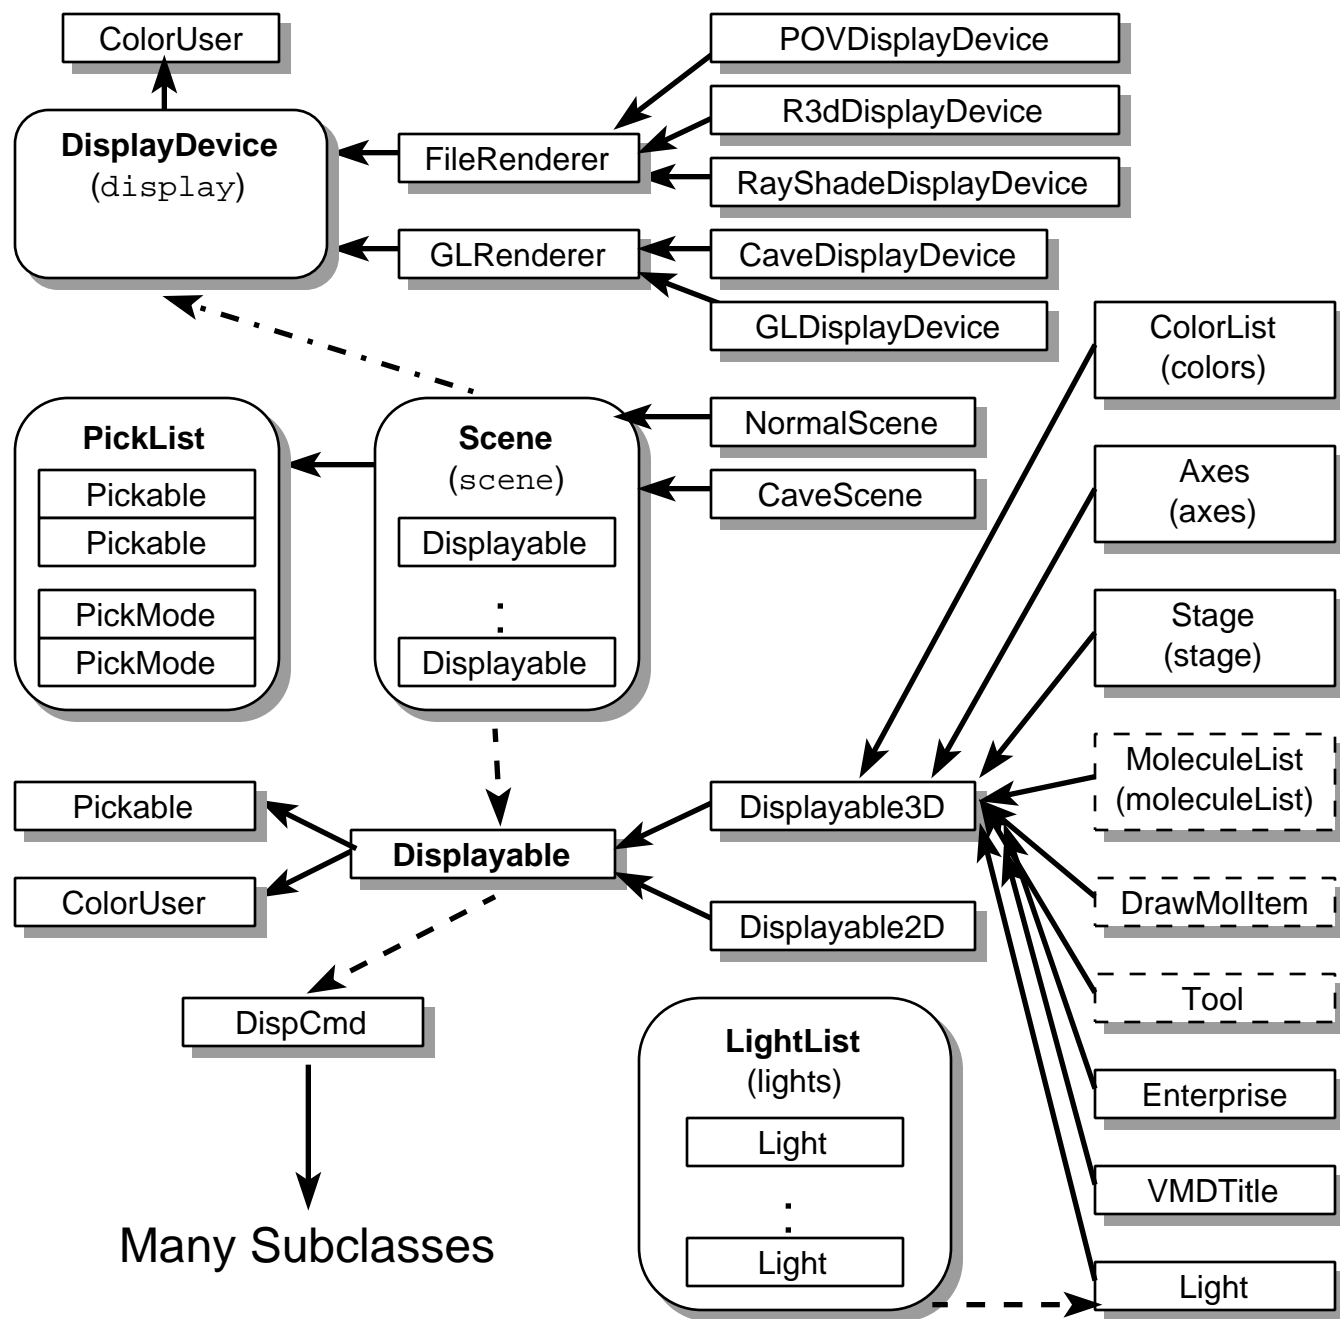 ColorUser
DisplayDevice
(display)
FileRenderer
GLRenderer
POVDisplayDevice
R3dDisplayDevice
RayShadeDisplayDevice
CaveDisplayDevice
GLDisplayDevice
ColorList
(colors)
PickList
Pickable
Pickable
PickMode
PickMode
Scene
(scene)
Displayable
:
Displayable
NormalScene
CaveScene
Axes
(axes)
Stage
(stage)
MoleculeList
(moleculeList)
Pickable
ColorUser
Displayable
Displayable3D
Displayable2D
DrawMolItem
Tool
DispCmd
Many Subclasses
LightList
(lights)
Light
:
Light
Enterprise
VMDTitle
Light